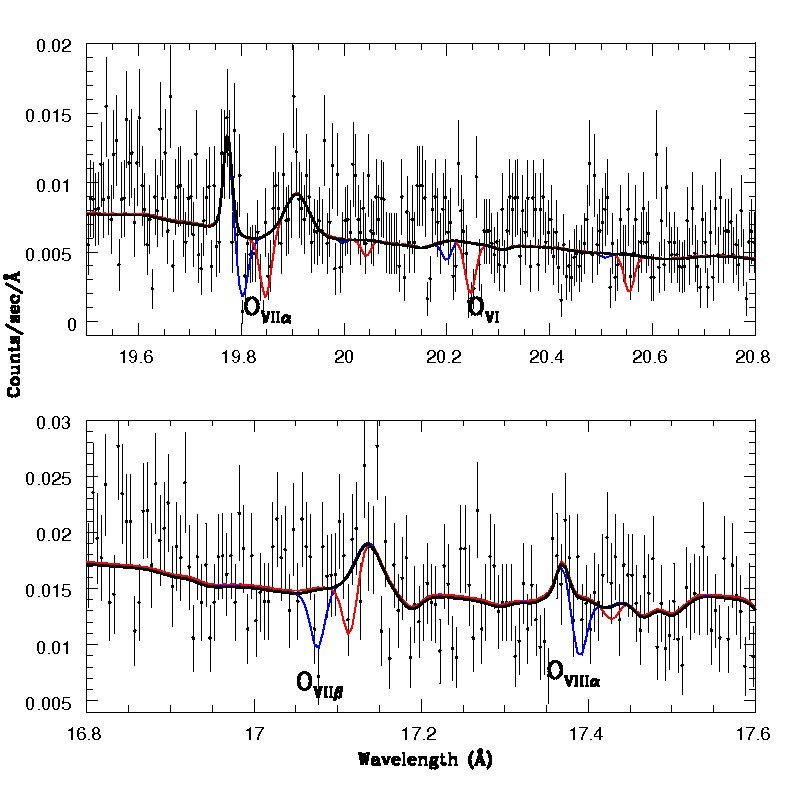 0.02
0.015
0.01
0.005
0
O VIIα
O VI
19.6 19.8 20 20.2 20.4 20.6 20.8
Counts/sec/Å
0.03
0.025
0.02
0.015
0.01
0.005
O VIIβ
O VIIIα
16.8 17 17.2 17.4 17.6
Wavelength (Å)